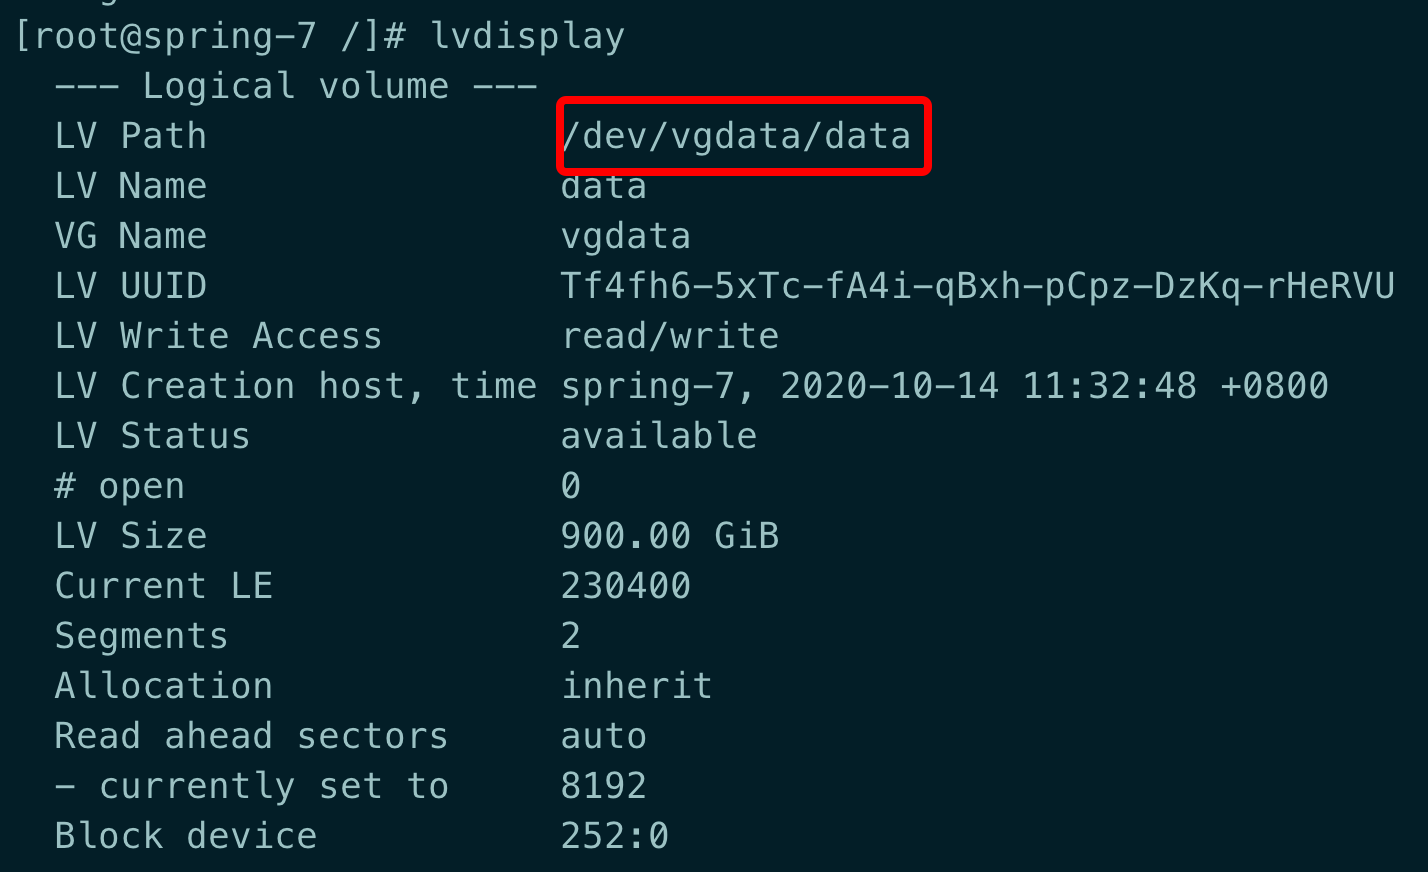 [root@spring-7 /]# lvdisplay
--- Logical volume ---
LV Path /dev/vgdata/data
LV Name data
VG Name vgdata
LV UUID Tf4fh6-5xTc-fA4i-qBxh-pCpz-DzKq-rHeRVU
LV Write Access read/write
LV Creation host, time spring-7, 2020-10-14 11:32:48 +0800
LV Status available
# open 0
LV Size 900.00 GiB
Current LE 230400
Segments 2
Allocation inherit
Read ahead sectors auto
- currently set to 8192
Block device 252:0